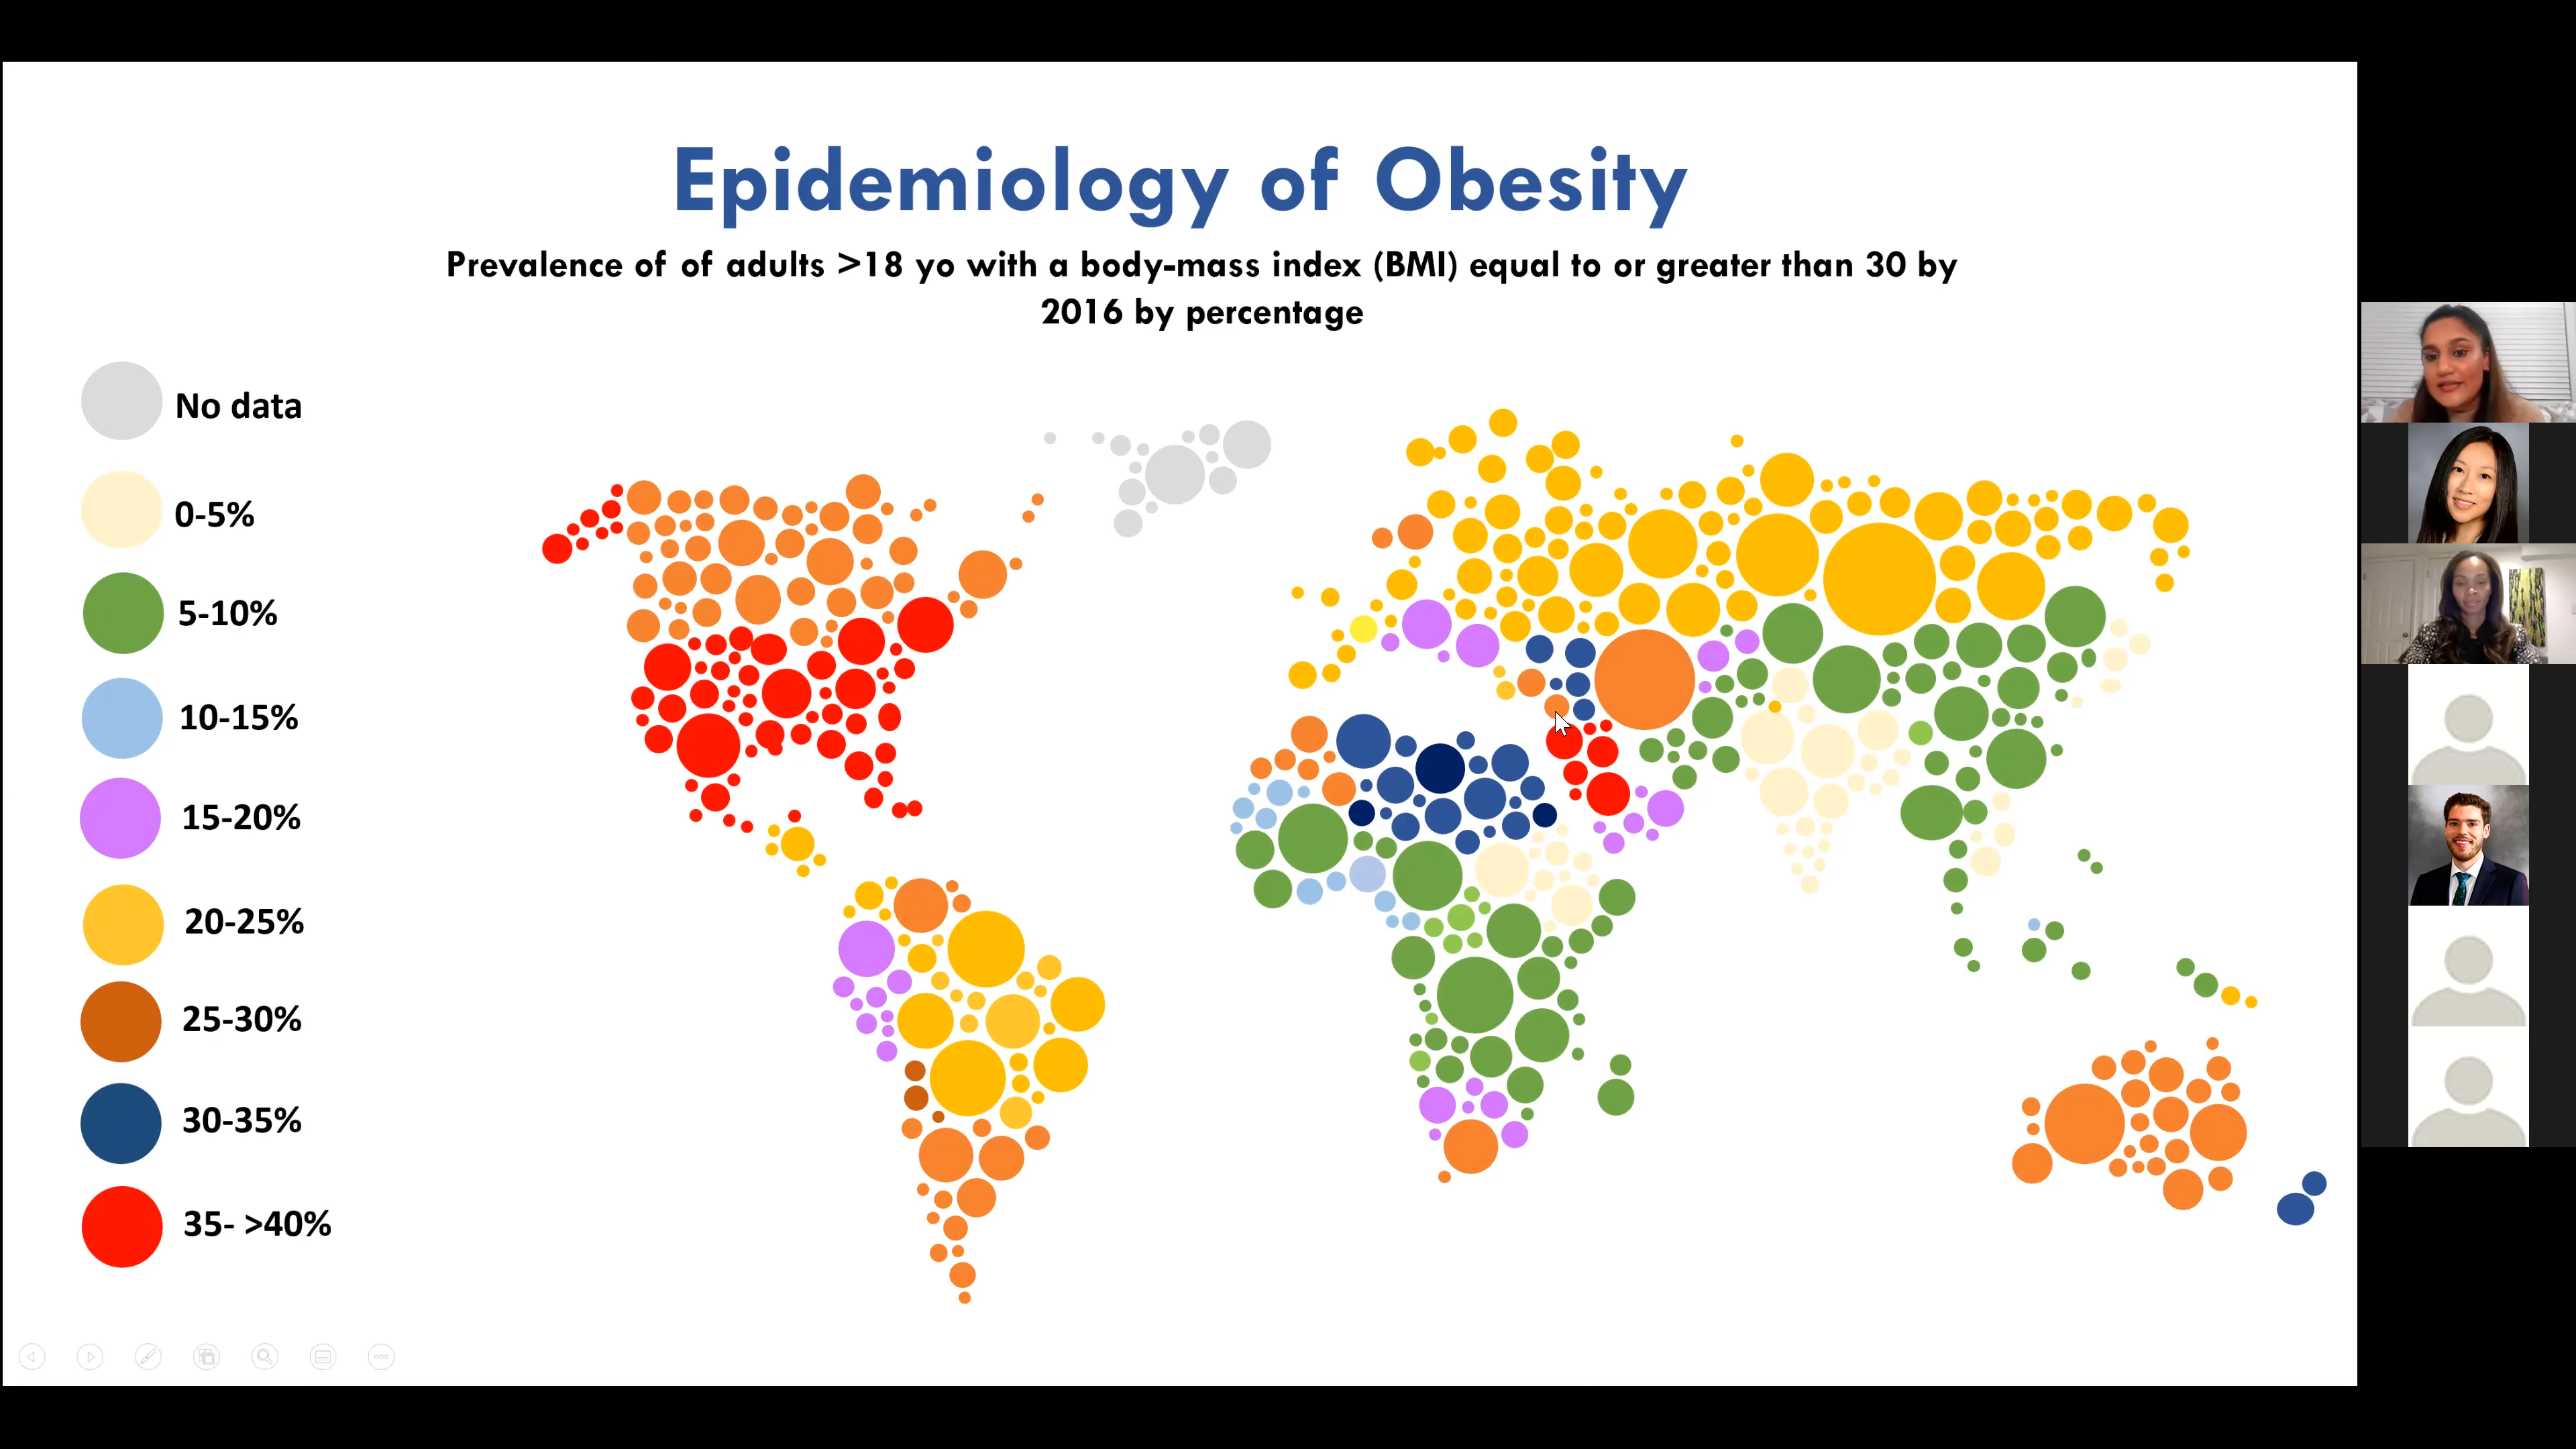 Epidemiology of Obesity
Prevalence of of adults >18 yo with a body-mass index (BMI) equal to or greater than 30 by
2016 by percentage
No data
0-5%
5-10%
10-15%
15-20%
20-25%
25-30%
30-35%
35- >40%